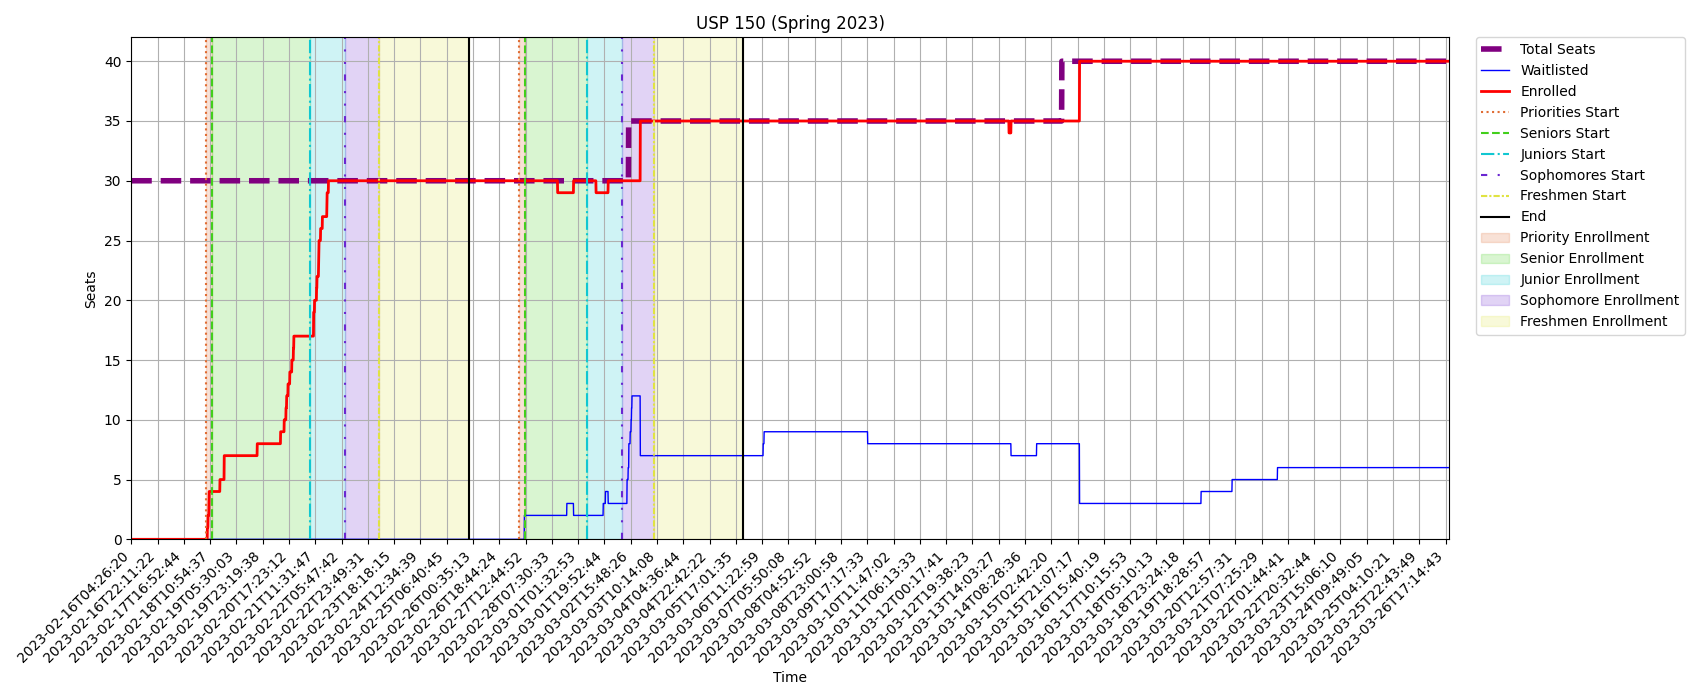 USP 150 (Spring 2023)
Seats
40
35
30
25
20
15
10
5
0
2023-02-16T04:26:20
2023-02-16T22:11:22
2023-02-17T16:52:44
2023-02-18T10:54:37
2023-02-19T05:30:03
2023-02-19T23:19:38
2023-02-20T17:23:12
2023-02-21T11:31:47
2023-02-22T05:47:42
2023-02-22T23:49:31
2023-02-23T18:18:15
2023-02-24T12:34:39
2023-02-25T06:40:45
2023-02-26T00:35:13
2023-02-26T18:44:24
2023-02-27T12:44:52
2023-02-28T07:30:33
2023-03-01T01:32:53
2023-03-01T19:52:44
2023-03-02T15:48:26
2023-03-03T10:14:08
2023-03-04T04:36:44
2023-03-04T22:42:22
2023-03-05T17:01:35
2023-03-06T11:22:59
2023-03-07T05:50:08
2023-03-08T04:52:52
2023-03-08T23:00:58
2023-03-09T17:17:33
2023-03-10T11:47:02
2023-03-11T06:13:33
2023-03-12T00:17:41
2023-03-12T19:38:23
2023-03-13T14:03:27
2023-03-14T08:28:36
2023-03-15T02:42:20
2023-03-15T21:07:17
2023-03-16T15:40:19
2023-03-17T10:15:53
2023-03-18T05:10:13
2023-03-18T23:24:18
2023-03-19T18:28:57
2023-03-20T12:57:31
2023-03-21T07:25:29
2023-03-22T01:44:41
2023-03-22T20:32:44
2023-03-23T15:06:10
2023-03-24T09:49:05
2023-03-25T04:10:21
2023-03-25T22:43:49
2023-03-26T17:14:43
Time
Total Seats
Waitlisted
Enrolled
Priorities Start
Seniors Start
Juniors Start
Sophomores Start
Freshmen Start
End
Priority Enrollment
Senior Enrollment
Junior Enrollment
Sophomore Enrollment
Freshmen Enrollment